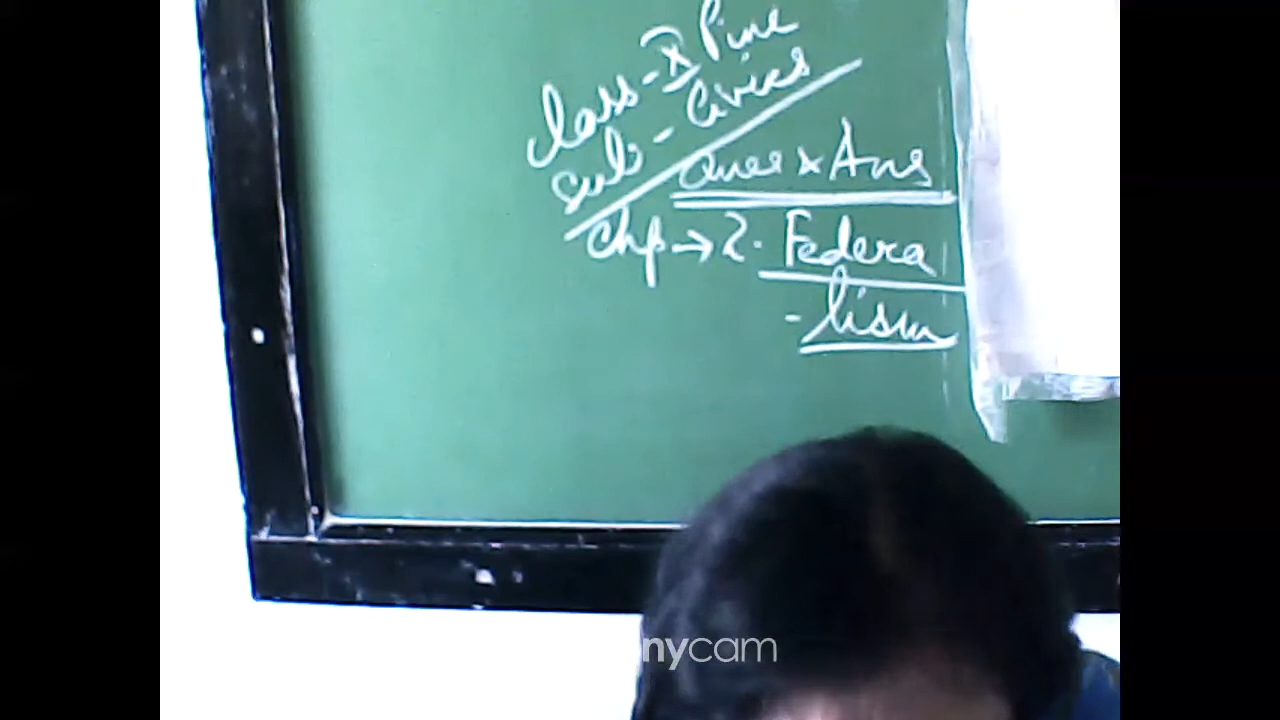 Class - X Pine
Sub - Civics
Ques & Ans
Chp → 2. Federa
- lism
nycam